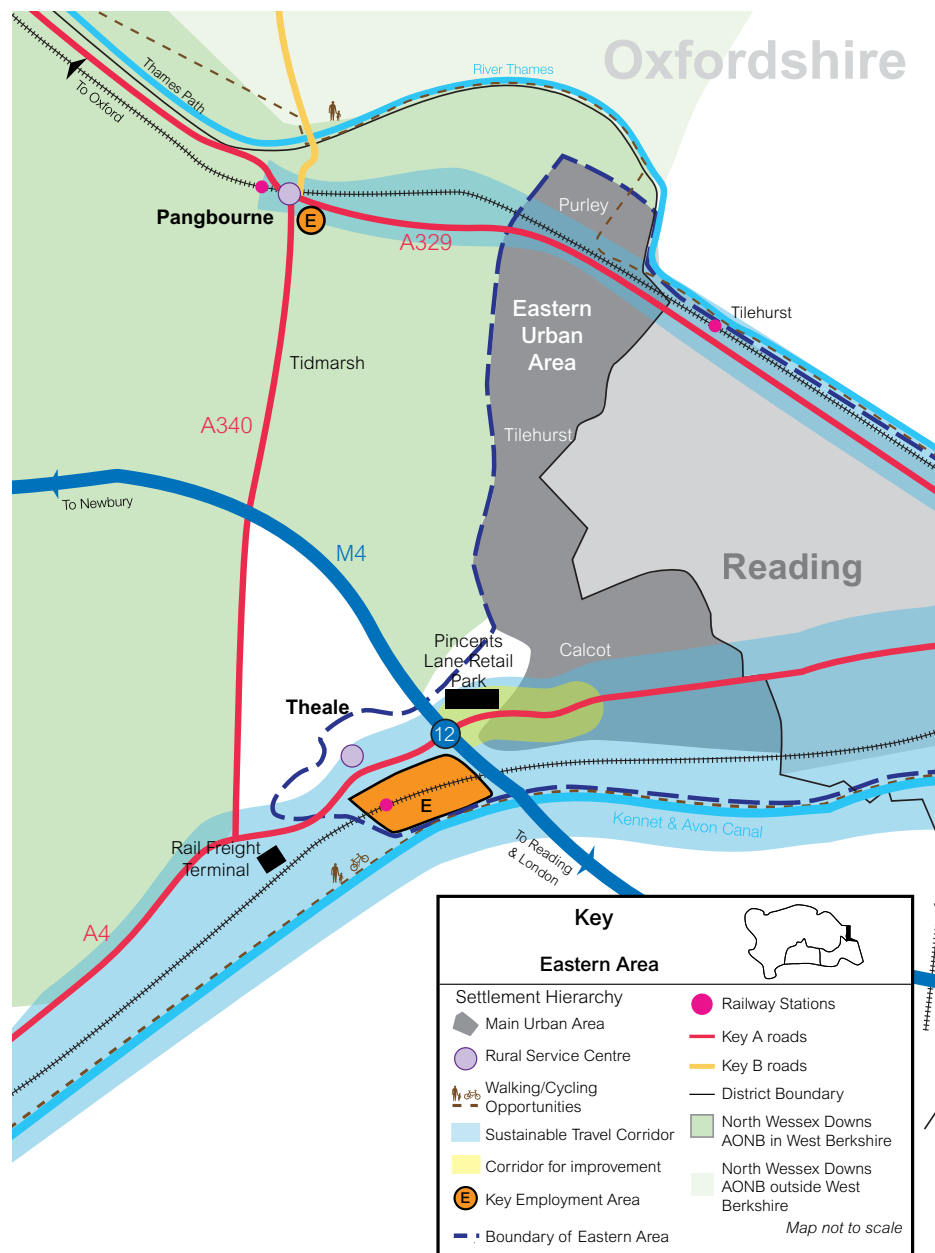 Oxfordshire
River Thames
Thames Path
To Oxford
Purley
Pangbourne
E
A329
Eastern
Urban
Area
Tilehurst
Tidmarsh
A340
Tilehurst
To Newbury
M4
Reading
Pincents
Lane Retail
Park
Calcot
Theale
12
E
Kennet & Avon Canal
To Reading
& London
Rail Freight
Terminal
A4
Key
Eastern Area
Settlement Hierarchy
Main Urban Area
Rural Service Centre
Walking/Cycling
Opportunities
Sustainable Travel Corridor
Corridor for improvement
E
Key Employment Area
Boundary of Eastern Area
Railway Stations
Key A roads
Key B roads
District Boundary
North Wessex Downs
AONB in West Berkshire
North Wessex Downs
AONB outside West
Berkshire
Map not to scale